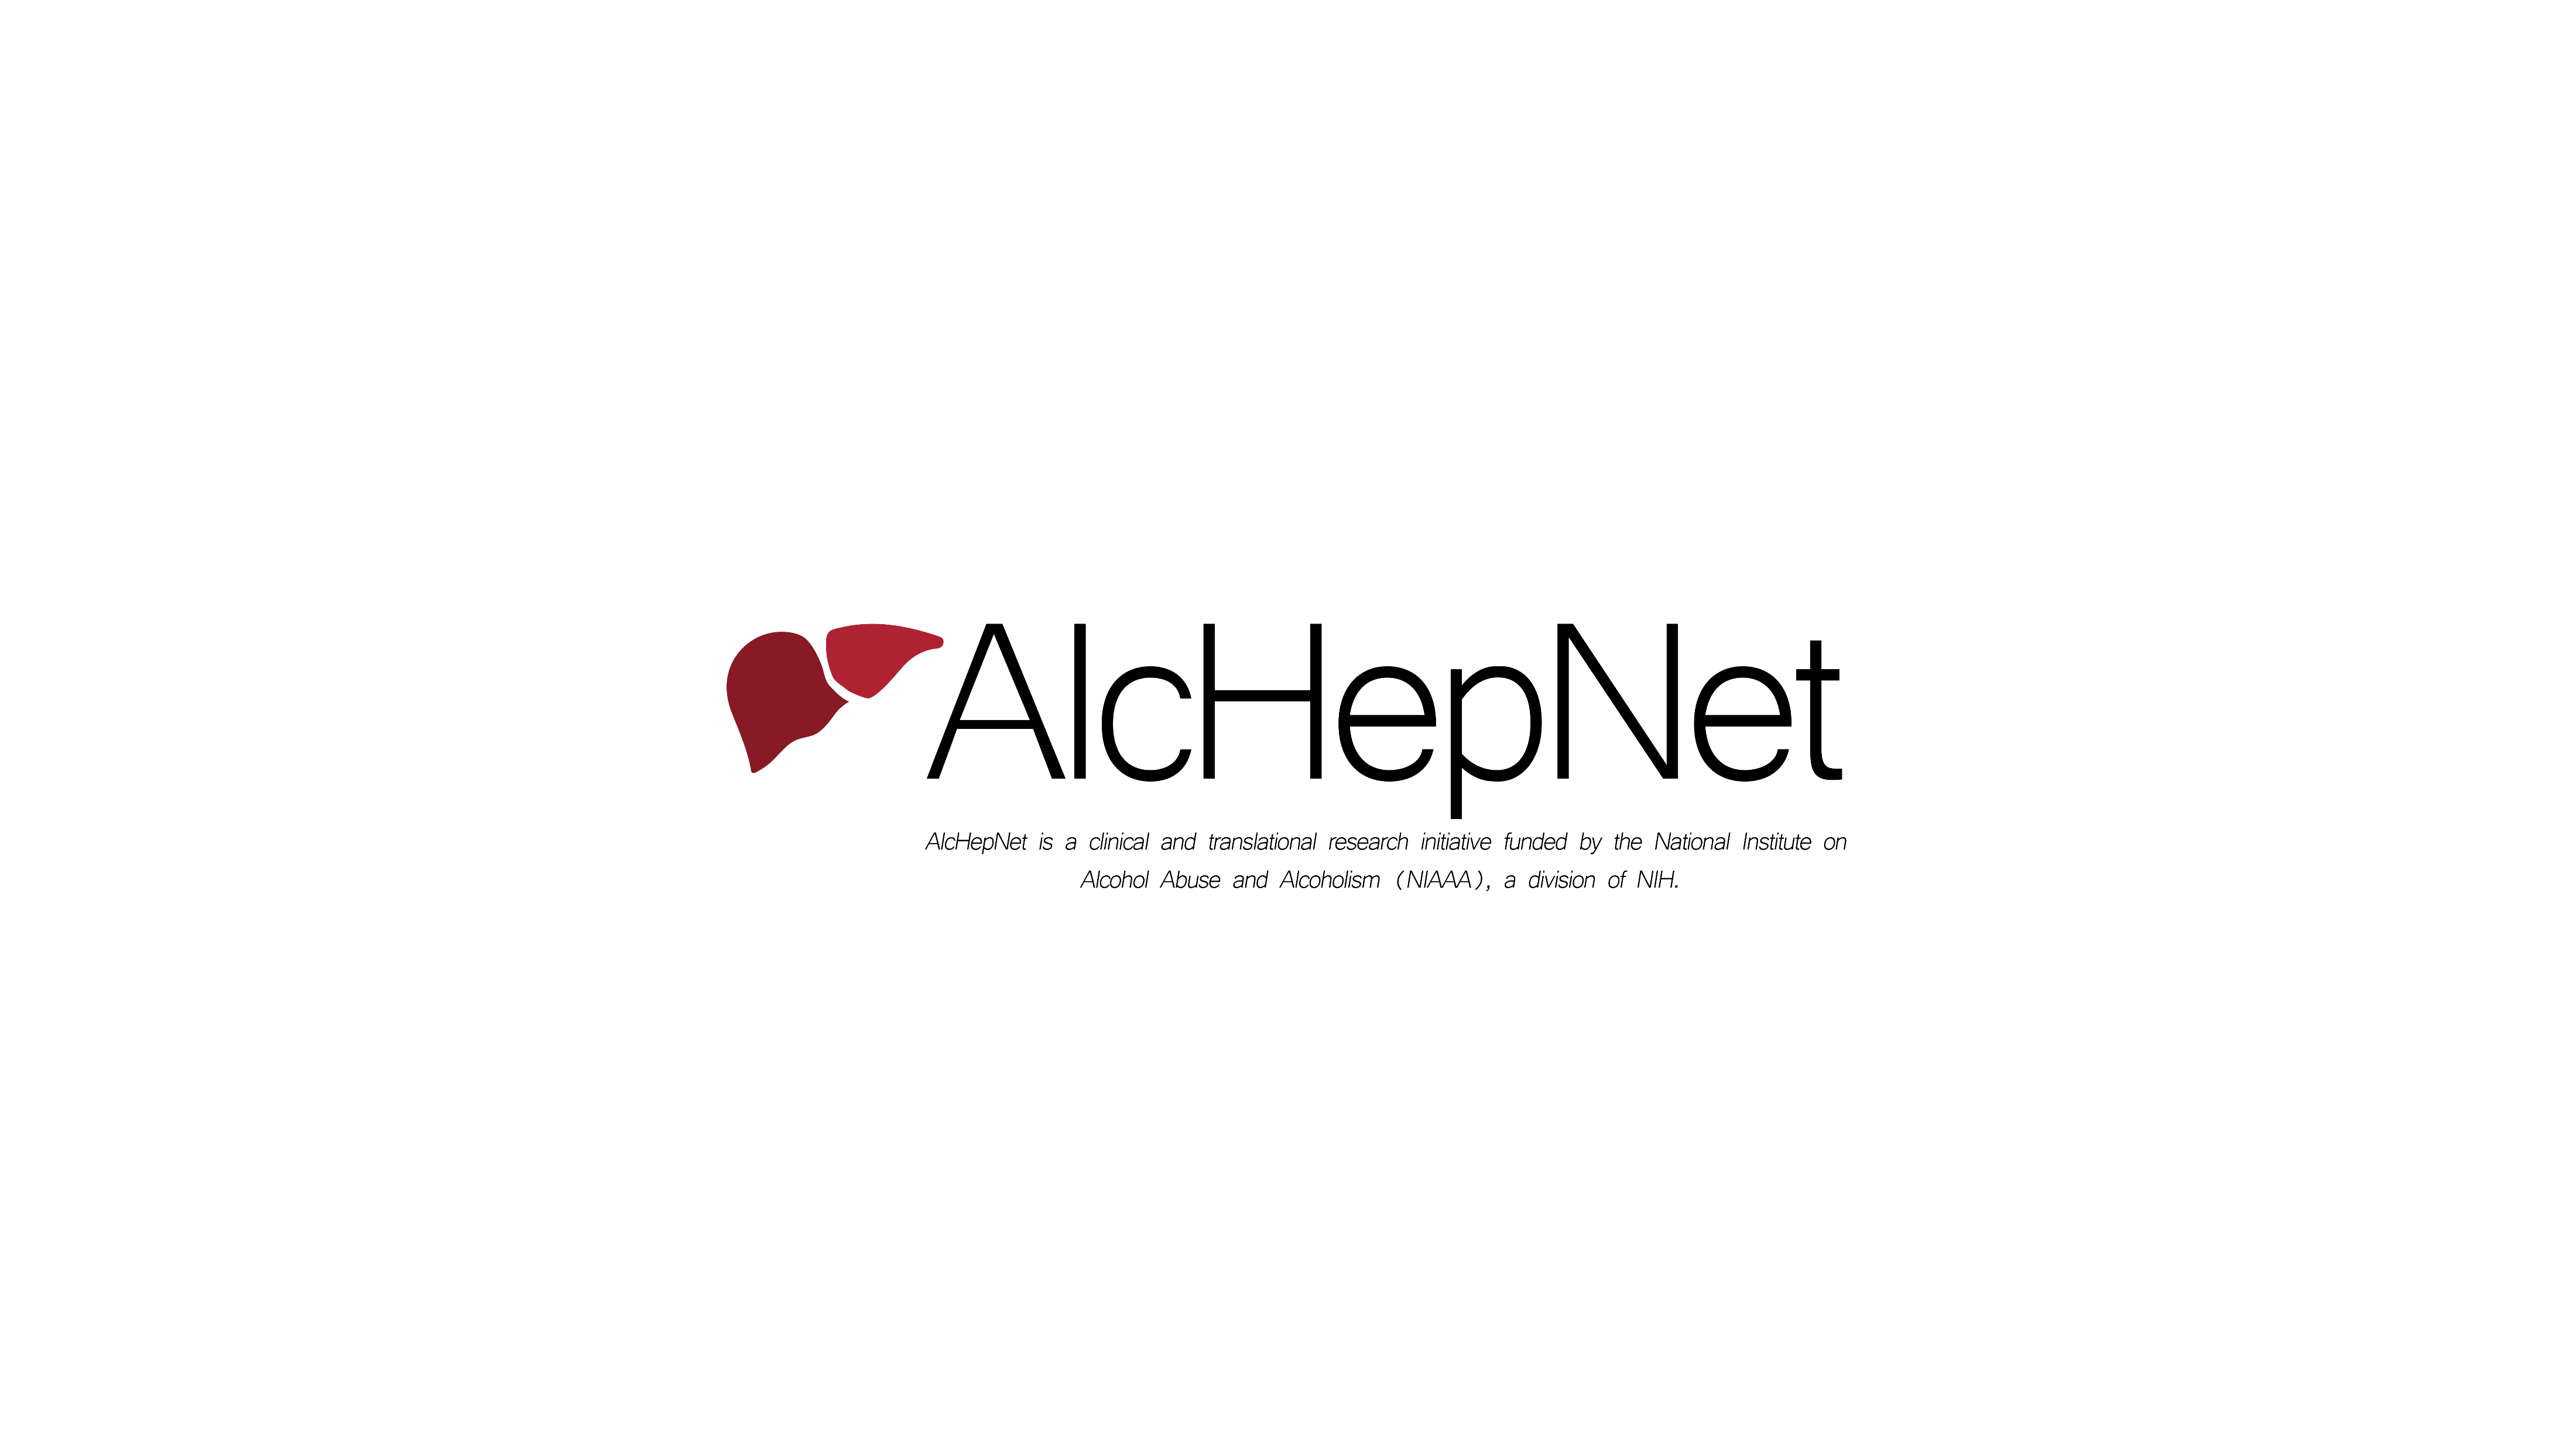 AlcHepNet
AlcHepNet is a clinical and translational research initiative funded by the National Institute on
Alcohol Abuse and Alcoholism (NIAAA), a division of NIH.